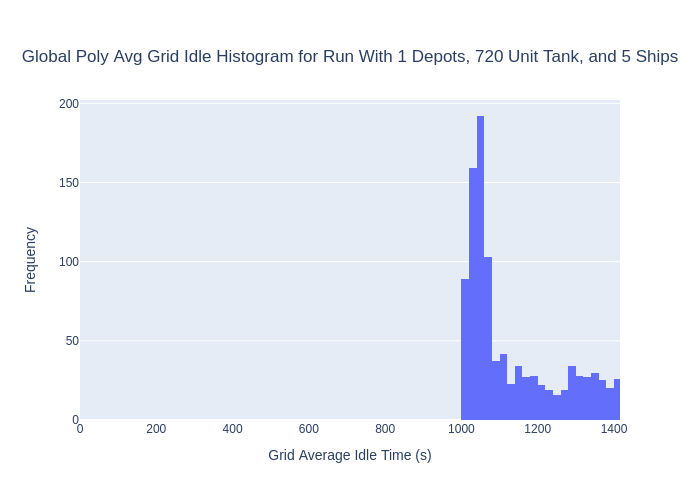 Global Poly Avg Grid Idle Histogram for Run With 1 Depots, 720 Unit Tank, and 5 Ships
200
150
100
50
0
Frequency
0 200 400 600 800 1000 1200 1400
Grid Average Idle Time (s)